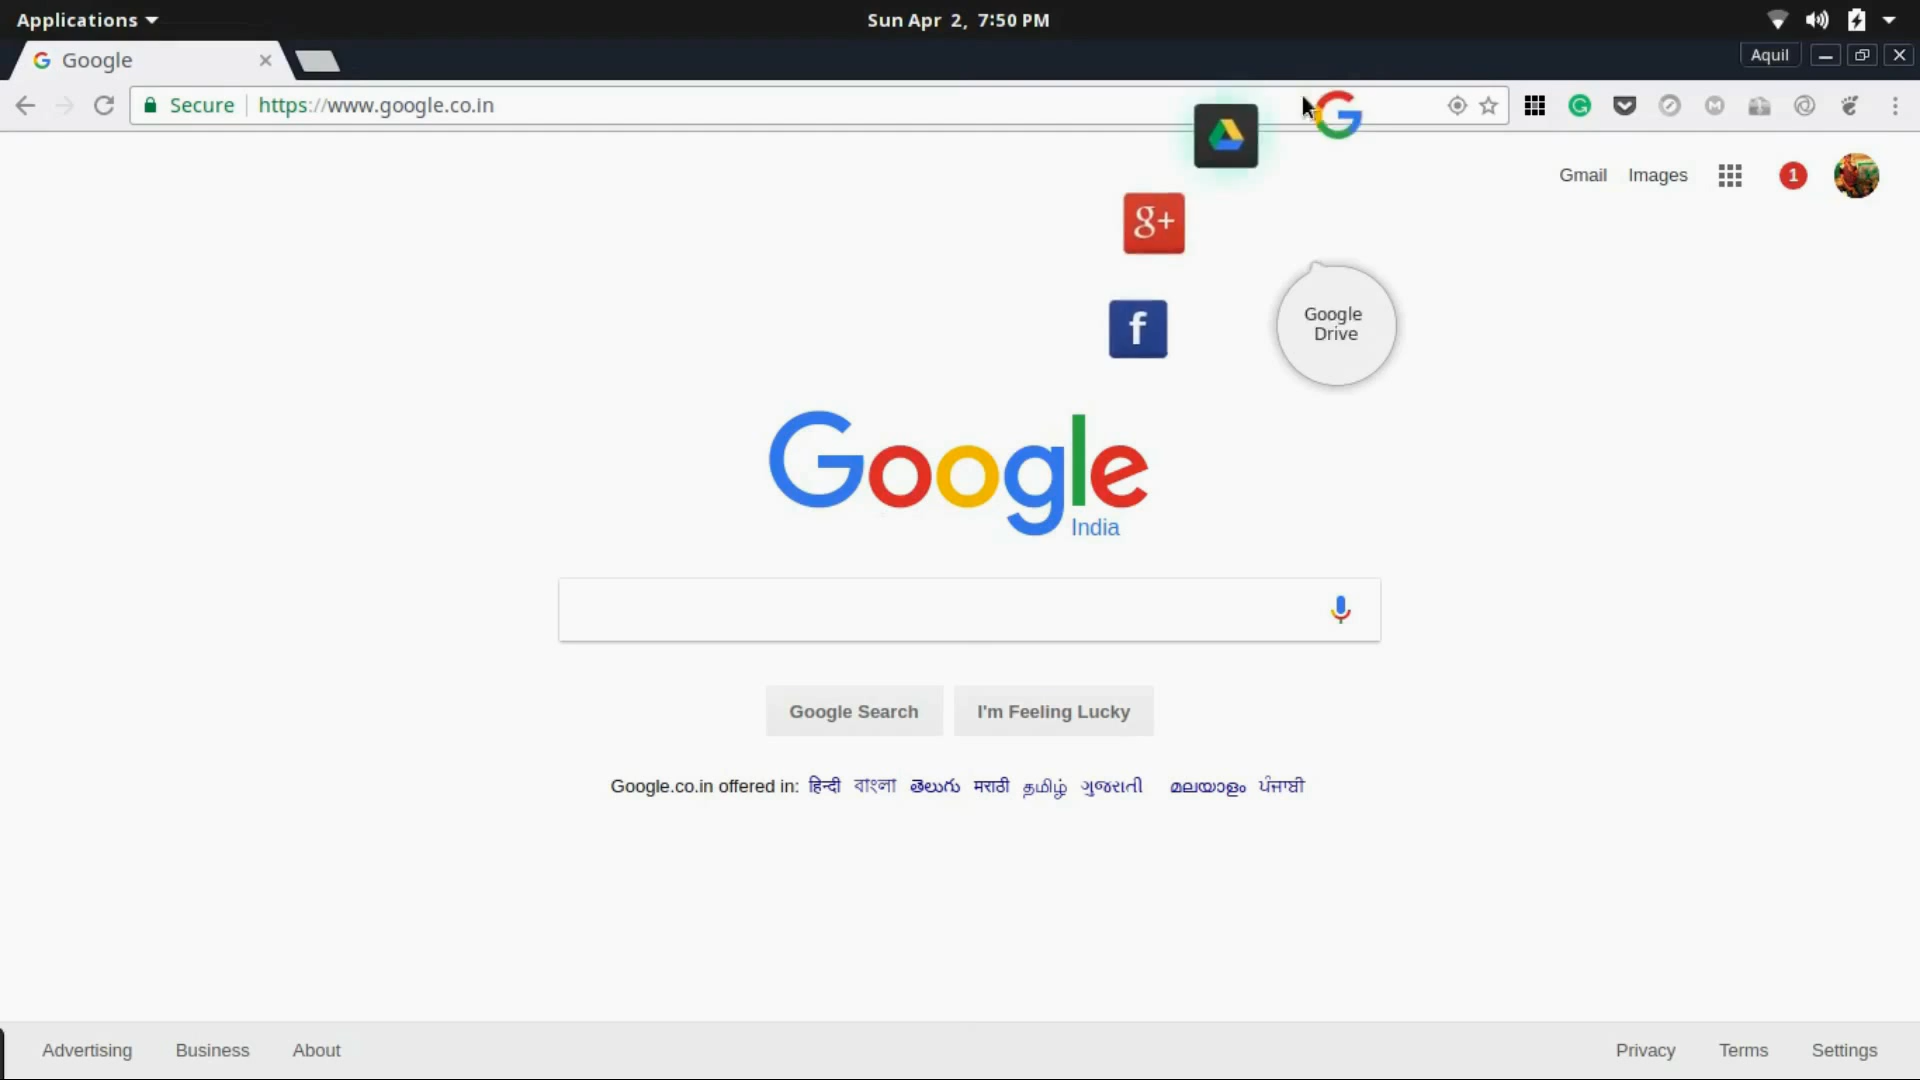 Applications
Sun Apr 2, 7:50 PM
Google
Aquil
Secure
https://www.google.co.in
Gmail Images 1
g+
f
Google
Drive
Google
India
Google Search
I'm Feeling Lucky
Google.co.in offered in: हिन्दी বাংলা తెలుగు मराठी தமிழ் ગુજરાતી മലയാളം ਪੰਜਾਬੀ
Advertising Business About Privacy Terms Settings